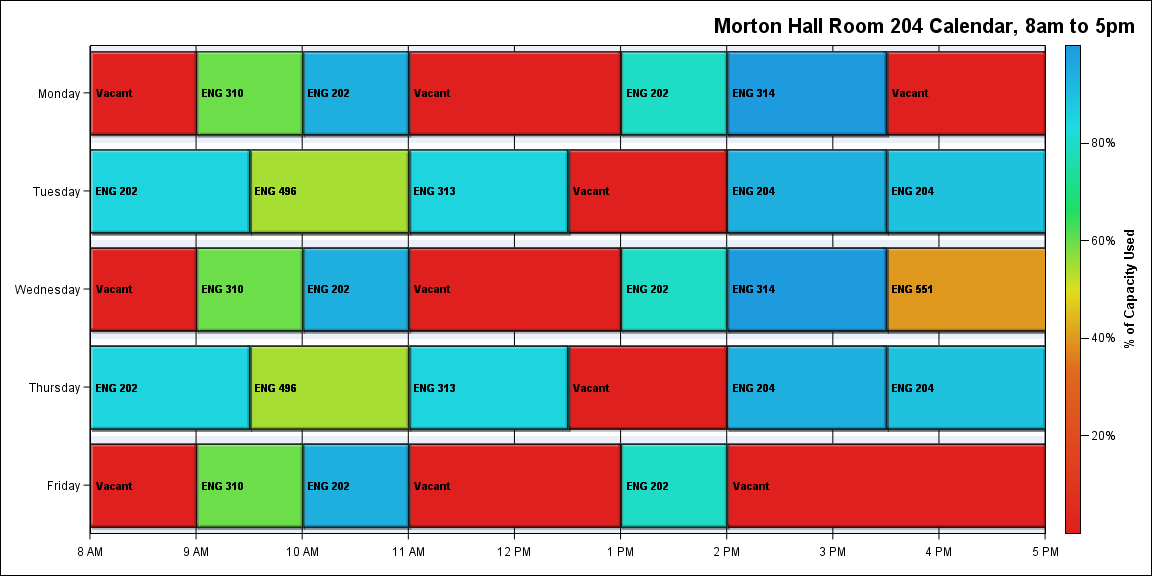 Morton Hall Room 204 Calendar, 8am to 5pm
Monday
Vacant
ENG 310
ENG 202
Vacant
ENG 202
ENG 314
Vacant
Tuesday
ENG 202
ENG 496
ENG 313
Vacant
ENG 204
ENG 204
Wednesday
Vacant
ENG 310
ENG 202
Vacant
ENG 202
ENG 314
ENG 551
Thursday
ENG 202
ENG 496
ENG 313
Vacant
ENG 204
ENG 204
Friday
Vacant
ENG 310
ENG 202
Vacant
ENG 202
Vacant
8 AM
9 AM
10 AM
11 AM
12 PM
1 PM
2 PM
3 PM
4 PM
5 PM
80%
60%
40%
20%
% of Capacity Used